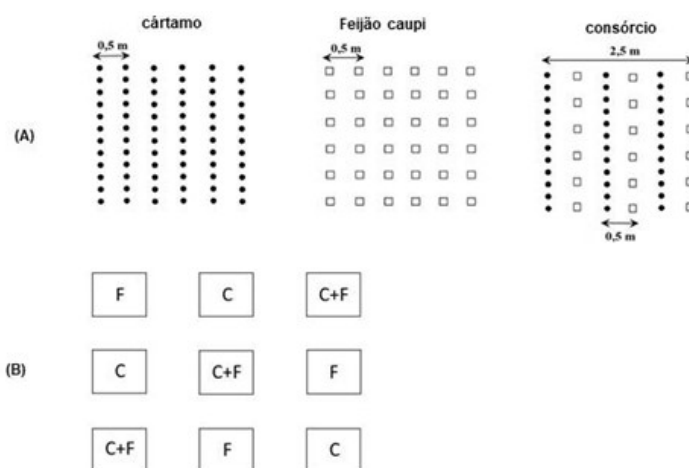 cártamo
Feijão caupi
consórcio
0,5 m
0,5 m
2,5 m
(A)
0,5 m
F
C
C+F
(B)
C
C+F
F
C+F
F
C